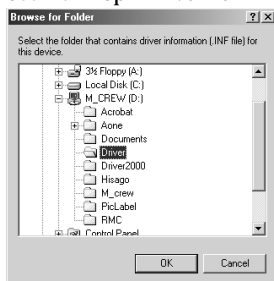 Browse for Folder
Select the folder that contains driver information (.INF file) for
this device.
3½ Floppy (A:)
Local Disk (C:)
M_CREW (D:)
Acrobat
Aone
Documents
Driver
Driver2000
Hisago
M_crew
PicLabel
RMC
Control Panel
OK Cancel